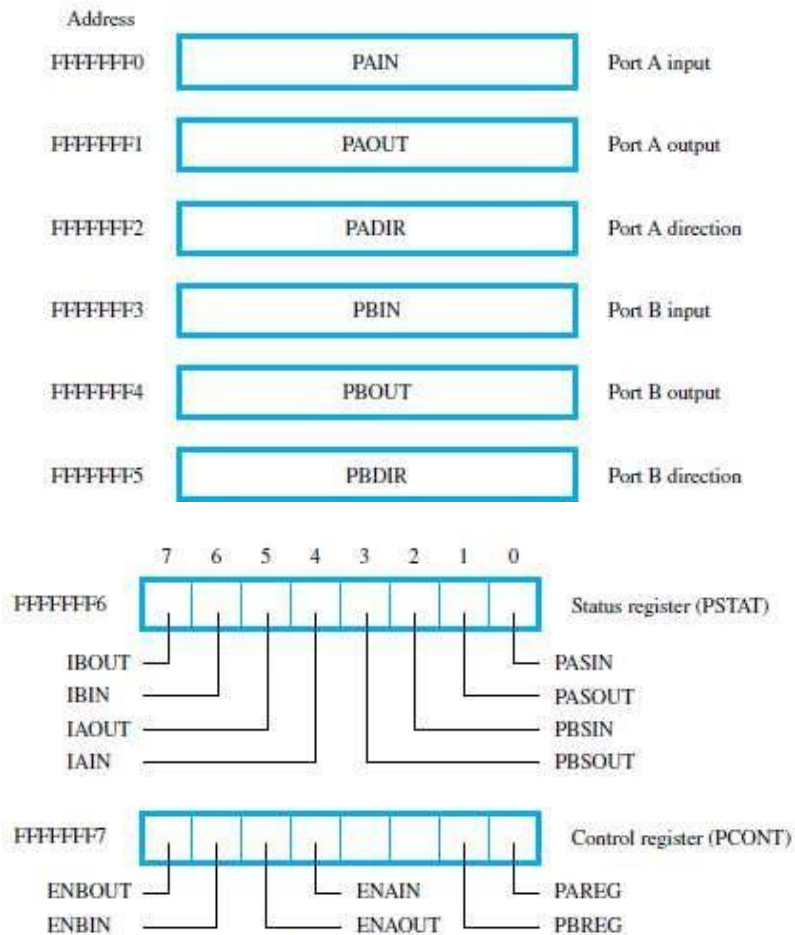 Address
FFFFFFF0 PAIN Port A input
FFFFFFF1 PAOUT Port A output
FFFFFFF2 PADIR Port A direction
FFFFFFF3 PBIN Port B input
FFFFFFF4 PBOUT Port B output
FFFFFFF5 PBDIR Port B direction
7 6 5 4 3 2 1 0
FFFFFFF6 Status register (PSTAT)
IBOUT PASIN
IBIN PASOUT
IAOUT PBSIN
IAIN PBSOUT
FFFFFFF7 Control register (PCONT)
ENBOUT ENAIN PAREG
ENBIN ENAOUT PBREG